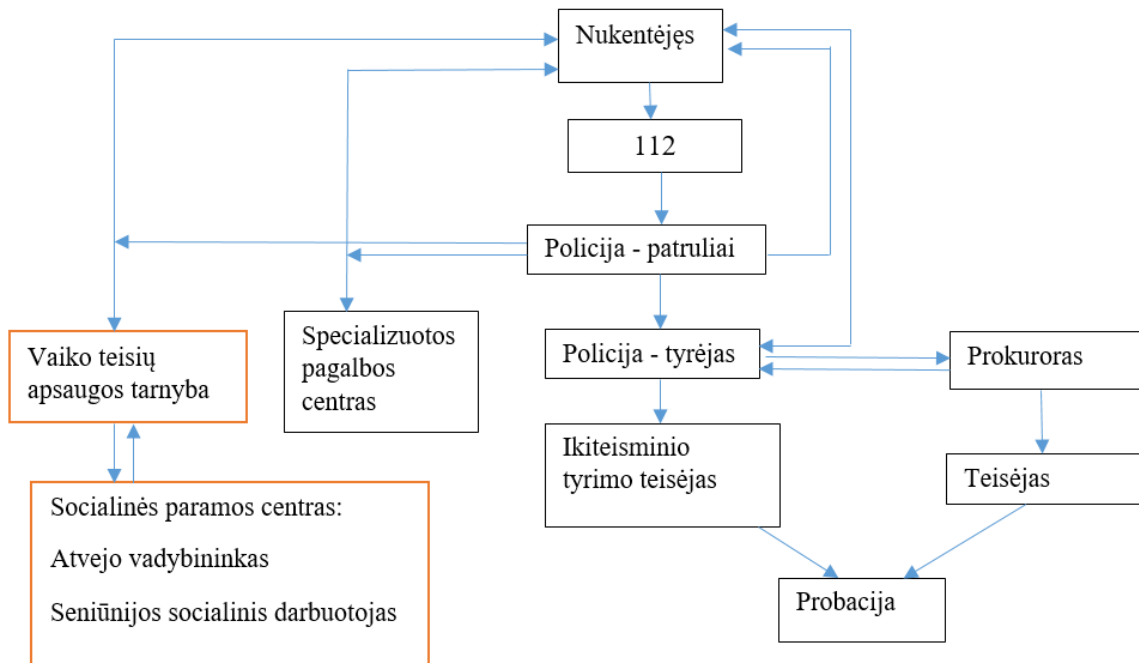 Nukentėjęs
112
Policija - patruliai
Vaiko teisių
apsaugos tarnyba
Specializuotos
pagalbos
centras
Policija - tyrėjas
Prokuroras
Ikiteisminio
tyrimo teisėjas
Teisėjas
Socialinės paramos centras:
Atvejo vadybininkas
Seniūnijos socialinis darbuotojas
Probacija